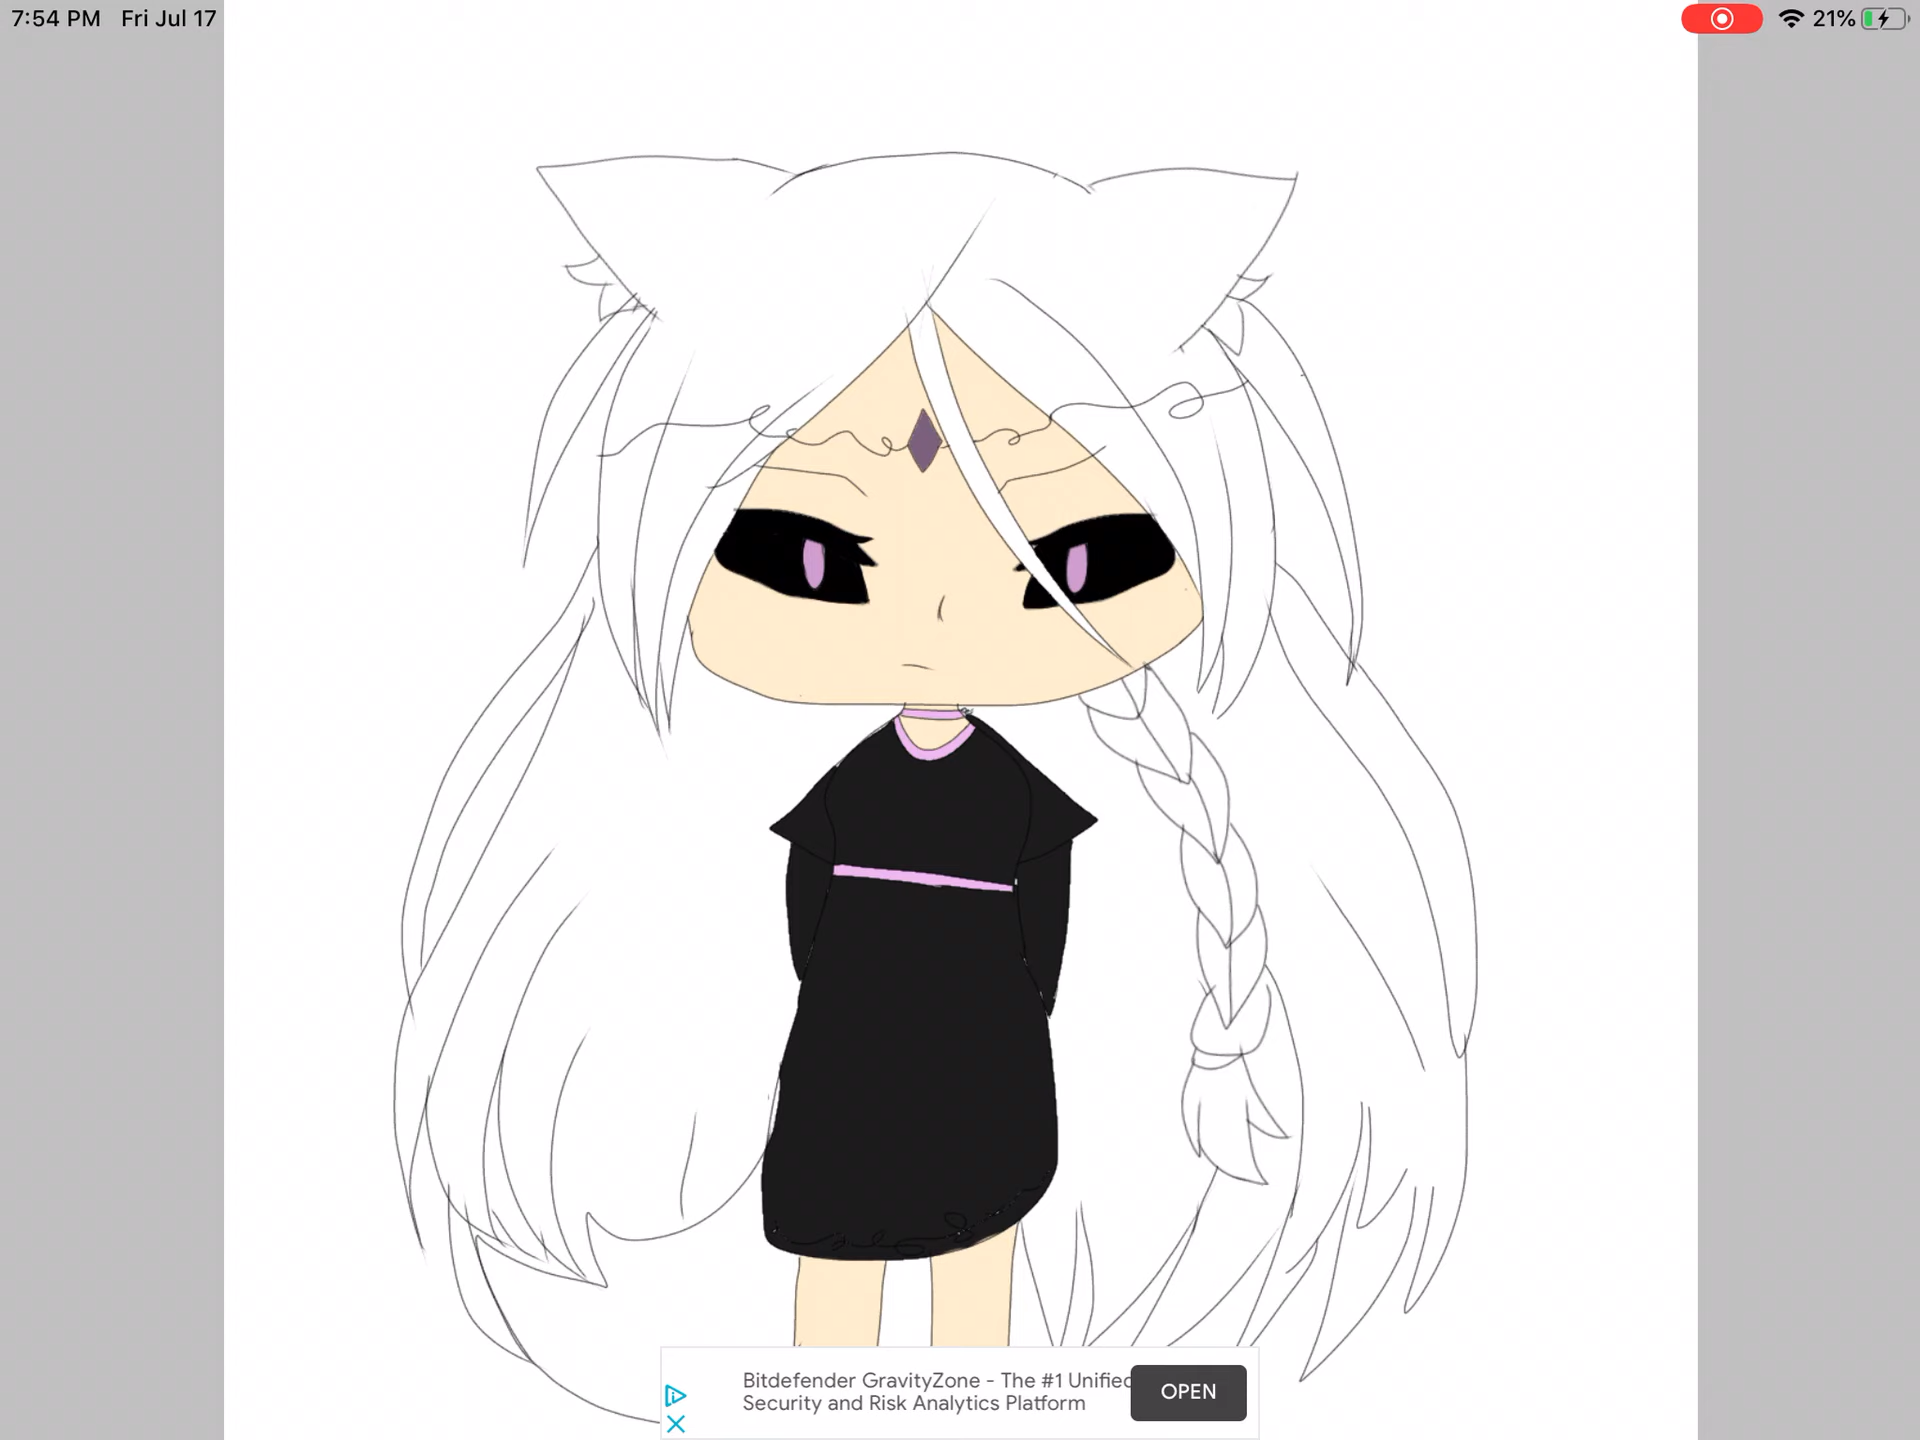 7:54 PM Fri Jul 17 21%
Bitdefender GravityZone - The #1 Unified
Security and Risk Analytics Platform
OPEN